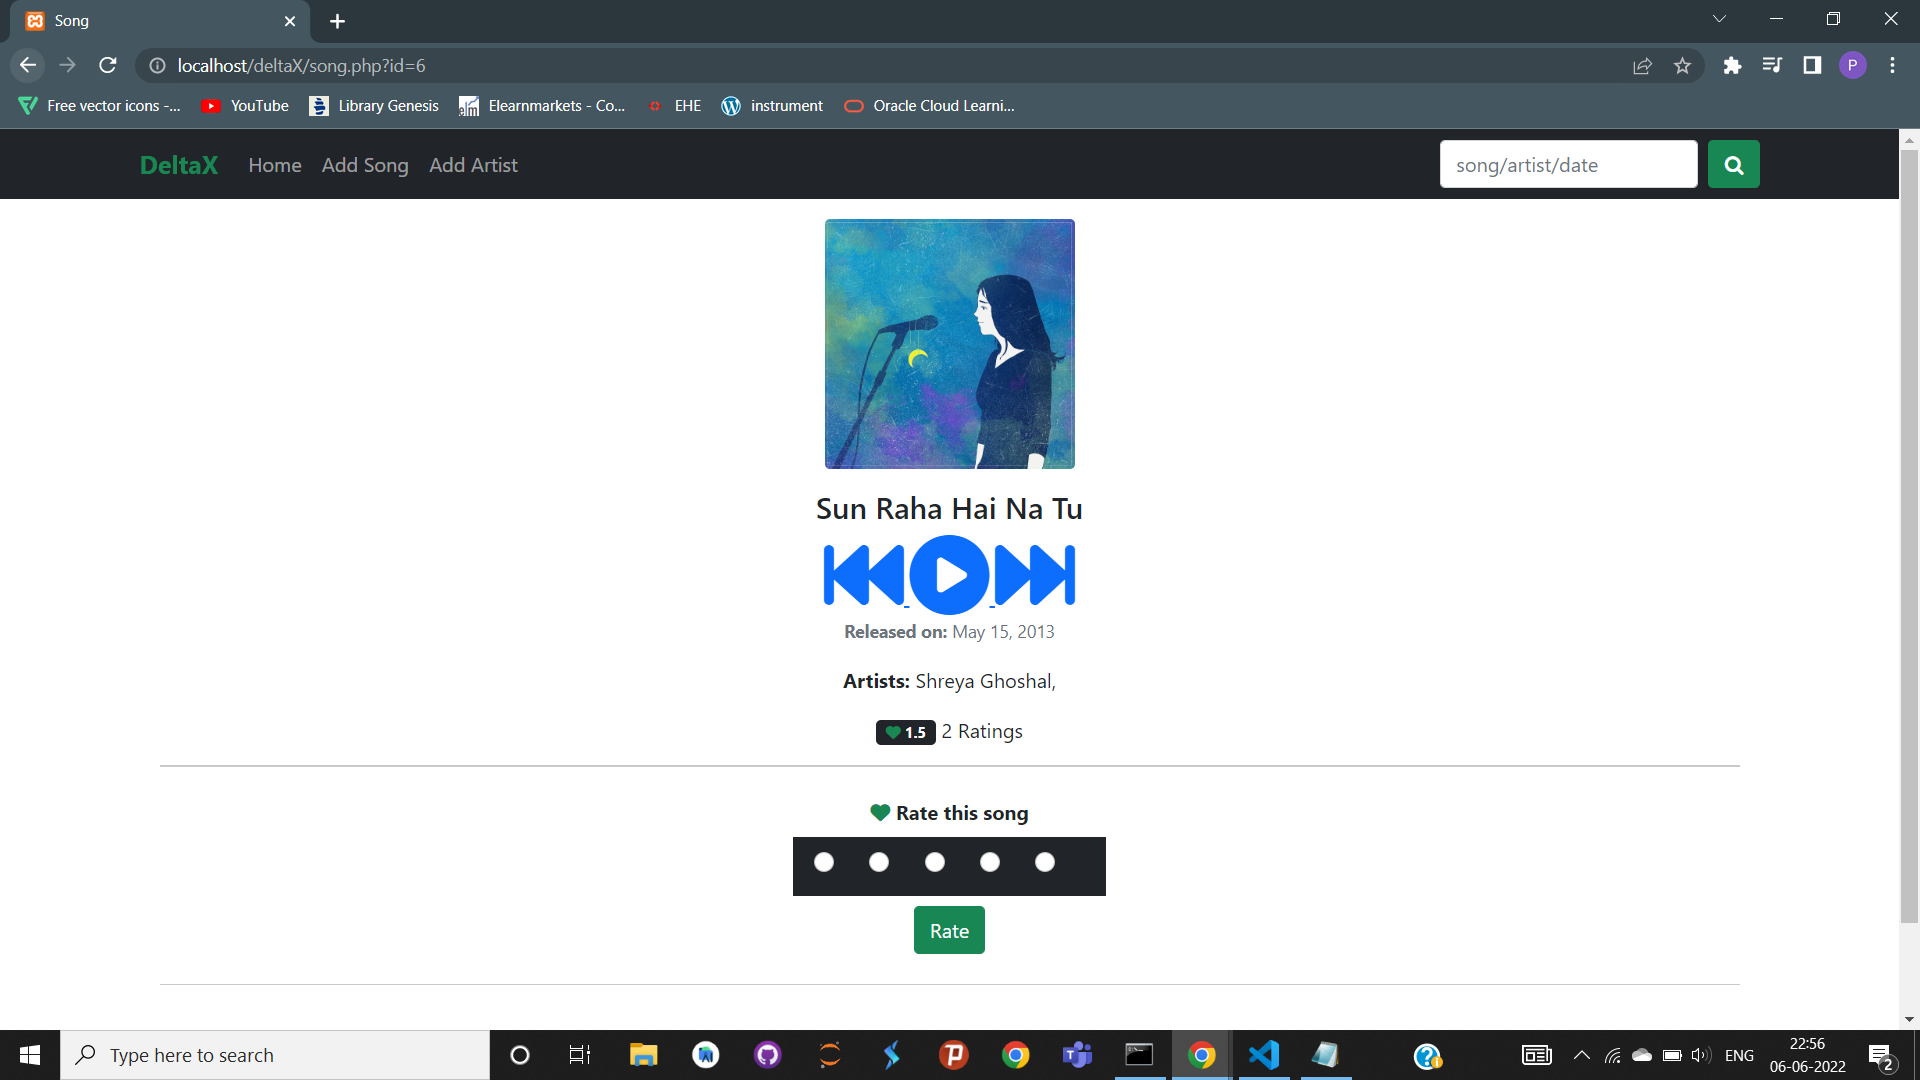 Song
localhost/deltaX/song.php?id=6
P
Free vector icons -...
YouTube
Library Genesis
elm
Elearnmarkets - Co...
EHE
instrument
Oracle Cloud Learni...
DeltaX
Home
Add Song
Add Artist
song/artist/date
Sun Raha Hai Na Tu
Released on: May 15, 2013
Artists: Shreya Ghoshal,
1.5 2 Ratings
Rate this song
Rate
Type here to search
ENG
22:56
06-06-2022
2